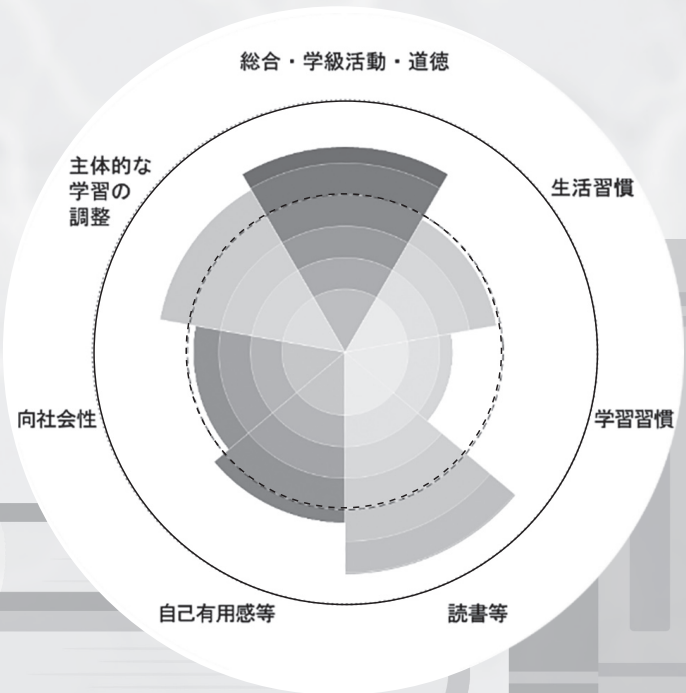 総合・学級活動・道徳
主体的な
学習の
調整
生活習慣
向社会性
学習習慣
自己有用感等
読書等